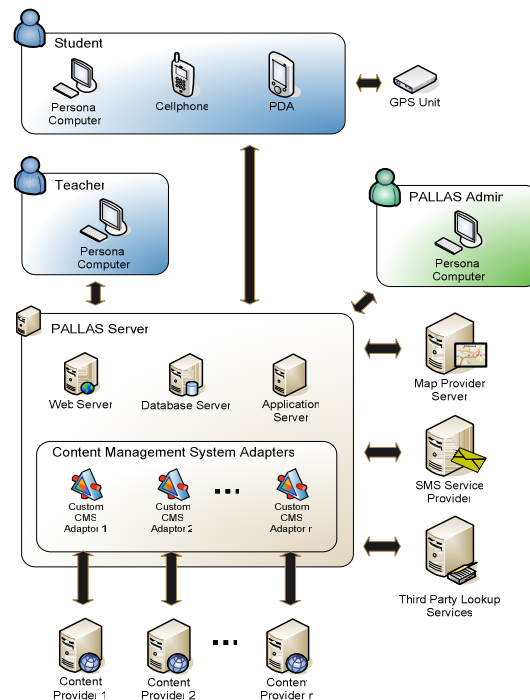 Student
Persona
Computer
Cellphone
PDA
GPS Unit
Teacher
Persona
Computer
PALLAS Admin
Persona
Computer
PALLAS Server
Web Server
Database Server
Application
Server
Map Provider
Server
Content Management System Adapters
Custom
CMS
Adaptor 1
Custom
CMS
Adaptor 2
Custom
CMS
Adaptor n
SMS Service
Provider
Third Party Lookup
Services
Content
Provider 1
Content
Provider 2
Content
Provider n